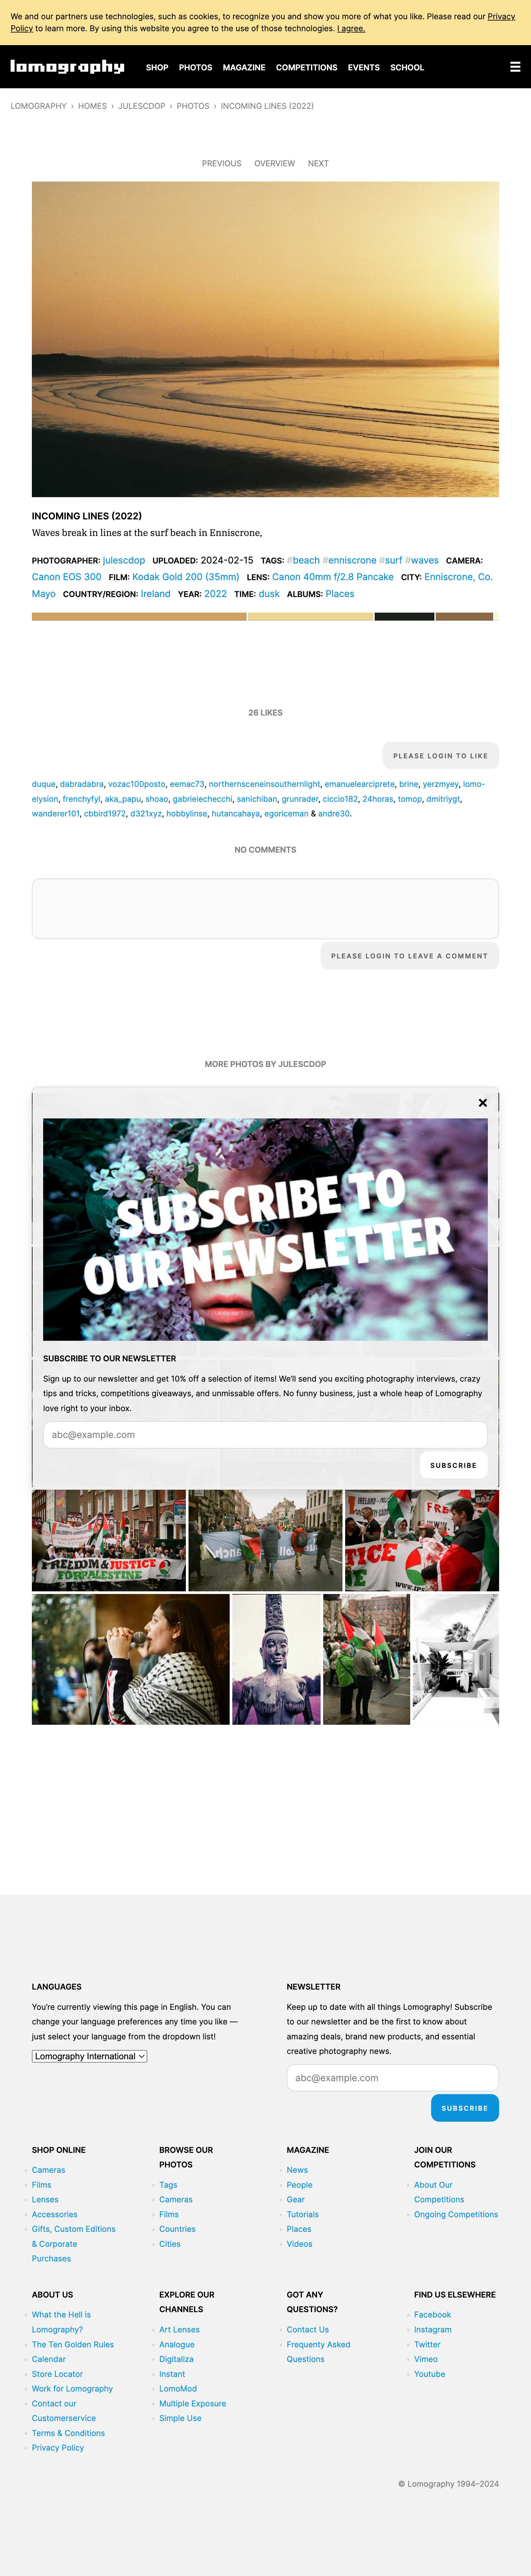 We and our partners use technologies, such as cookies, to recognize you and show you more of what you like. Please read our Privacy
Policy to learn more. By using this website you agree to the use of those technologies. I agree.
lomography SHOP PHOTOS MAGAZINE COMPETITIONS EVENTS SCHOOL
LOMOGRAPHY › HOMES › JULESCDOP › PHOTOS › INCOMING LINES (2022)
PREVIOUS OVERVIEW NEXT
INCOMING LINES (2022)
Waves break in lines at the surf beach in Enniscrone,
PHOTOGRAPHER: julescdop UPLOADED: 2024-02-15 TAGS: #beach #enniscrone #surf #waves CAMERA:
Canon EOS 300 FILM: Kodak Gold 200 (35mm) LENS: Canon 40mm f/2.8 Pancake CITY: Enniscrone, Co.
Mayo COUNTRY/REGION: Ireland YEAR: 2022 TIME: dusk ALBUMS: Places
26 LIKES
PLEASE LOGIN TO LIKE
duque, dabradabra, vozac100posto, eemac73, northernsceneinsouthernlight, emanuelearciprete, brine, yerzmyey, lomo-
elysion, frenchyfyl, aka_papu, shoao, gabrielechecchi, sanichiban, grunrader, ciccio182, 24horas, tomop, dmitriygt,
wanderer101, cbbird1972, d321xyz, hobbylinse, hutancahaya, egoriceman & andre30.
NO COMMENTS
PLEASE LOGIN TO LEAVE A COMMENT
MORE PHOTOS BY JULESCDOP
SUBSCRIBE TO
OUR NEWSLETTER
SUBSCRIBE TO OUR NEWSLETTER
Sign up to our newsletter and get 10% off a selection of items! We'll send you exciting photography interviews, crazy
tips and tricks, competitions giveaways, and unmissable offers. No funny business, just a whole heap of Lomography
love right to your inbox.
abc@example.com
SUBSCRIBE
FREEDOM & JUSTICE
FOR PALESTINE
LANGUAGES
You're currently viewing this page in English. You can
change your language preferences any time you like —
just select your language from the dropdown list!
Lomography International
NEWSLETTER
Keep up to date with all things Lomography! Subscribe
to our newsletter and be the first to know about
amazing deals, brand new products, and essential
creative photography news.
abc@example.com
SUBSCRIBE
SHOP ONLINE
Cameras
Films
Lenses
Accessories
Gifts, Custom Editions
& Corporate
Purchases
BROWSE OUR
PHOTOS
Tags
Cameras
Films
Countries
Cities
MAGAZINE
News
People
Gear
Tutorials
Places
Videos
JOIN OUR
COMPETITIONS
About Our
Competitions
Ongoing Competitions
ABOUT US
What the Hell is
Lomography?
The Ten Golden Rules
Calendar
Store Locator
Work for Lomography
Contact our
Customerservice
Terms & Conditions
Privacy Policy
EXPLORE OUR
CHANNELS
Art Lenses
Analogue
Digitaliza
Instant
LomoMod
Multiple Exposure
Simple Use
GOT ANY
QUESTIONS?
Contact Us
Frequenty Asked
Questions
FIND US ELSEWHERE
Facebook
Instagram
Twitter
Vimeo
Youtube
© Lomography 1994–2024